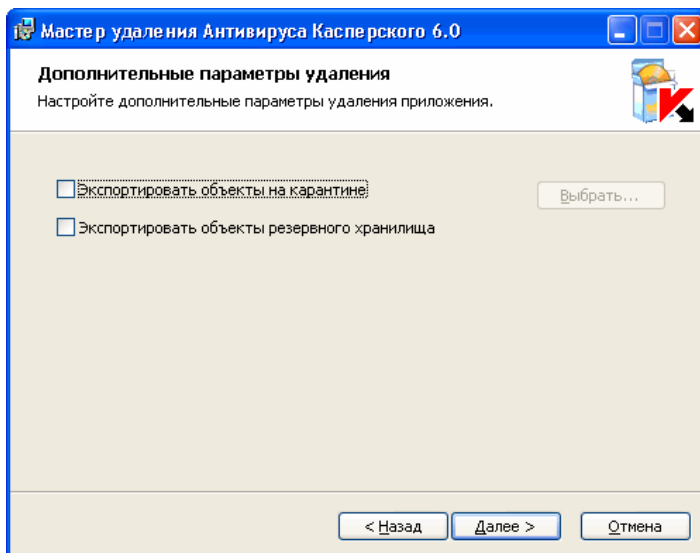 Мастер удаления Антивируса Касперского 6.0
Дополнительные параметры удаления
Настройте дополнительные параметры удаления приложения.
Экспортировать объекты на карантине
Выбрать...
Экспортировать объекты резервного хранилища
< Назад
Далее >
Отмена